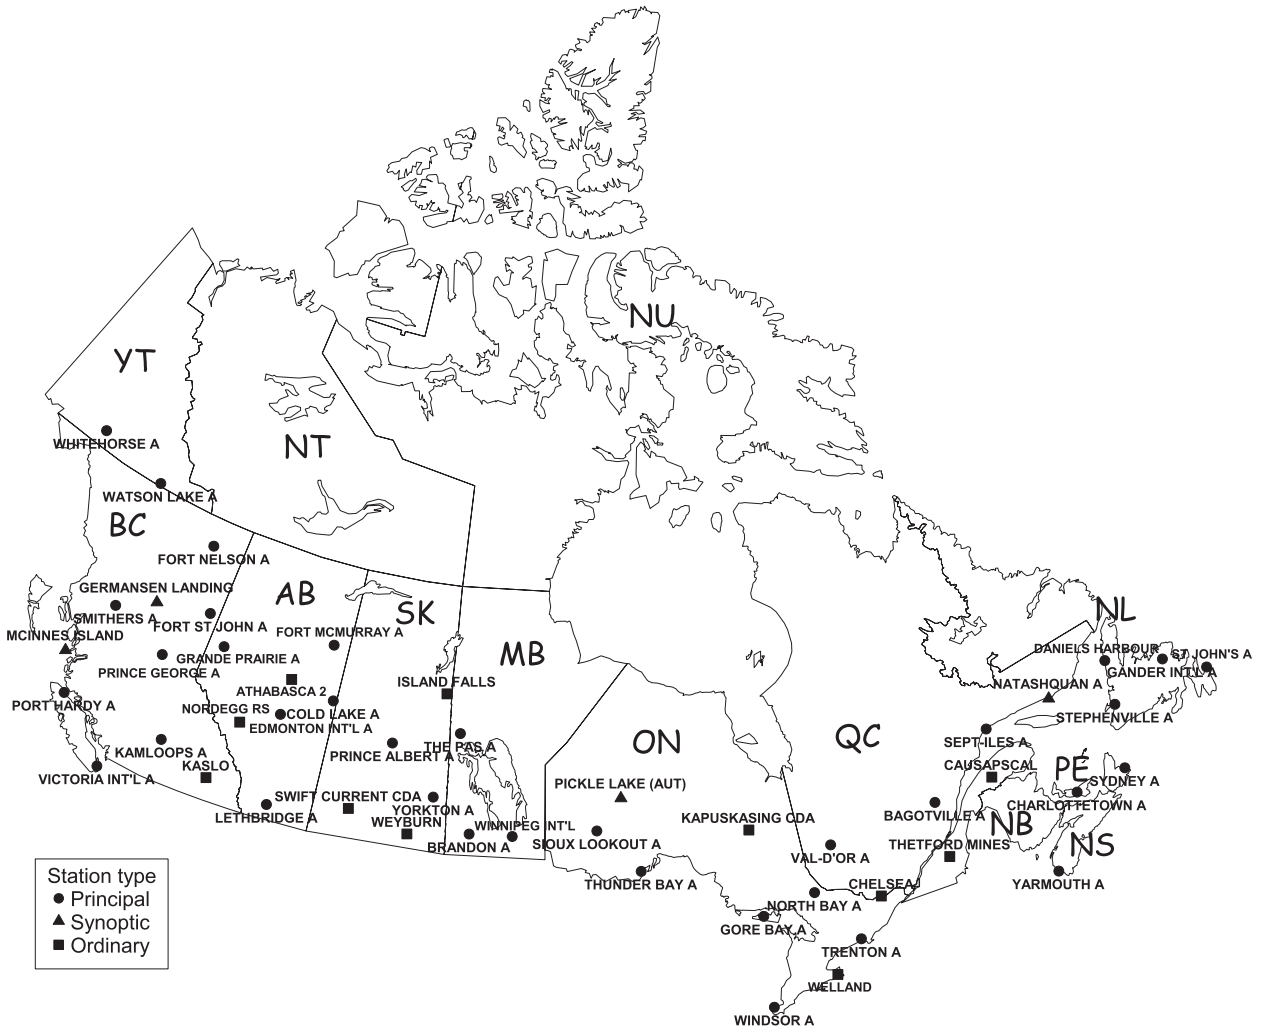 NU
YT
NT
WHITEHORSE A
WATSON LAKE A
BC
FORT NELSON A
GERMANSEN LANDING
AB
SK
NL
SMITHERS A
FORT ST JOHN A
FORT MCMURRAY A
MCINNES ISLAND
MB
DANIELS HARBOUR
ST JOHN'S A
PRINCE GEORGE A
GRANDE PRAIRIE A
GANDER INT'L A
ISLAND FALLS
NATASHQUAN A
ATHABASCA 2
PORT HARDY A
NORDEGG RS
COLD LAKE A
STEPHENVILLE A
EDMONTON INT'L A
ON
QC
SEPT-ILES A
KAMLOOPS A
PRINCE ALBERT A
THE PAS A
KASLO
CAUSAPSCAL
PÉ
VICTORIA INT'L A
PICKLE LAKE (AUT)
SYDNEY A
SWIFT CURRENT CDA
YORKTON A
CHARLOTTETOWN A
LETHBRIDGE A
WEYBURN
WINNIPEG INT'L
KAPUSKASING CDA
BAGOTVILLE A
NB
BRANDON A
SIOUX LOOKOUT A
THETFORD MINES
NS
VAL-D'OR A
THUNDER BAY A
CHELSEA
YARMOUTH A
NORTH BAY A
GORE BAY A
TRENTON A
WELLAND
WINDSOR A
Station type
Principal
Synoptic
Ordinary